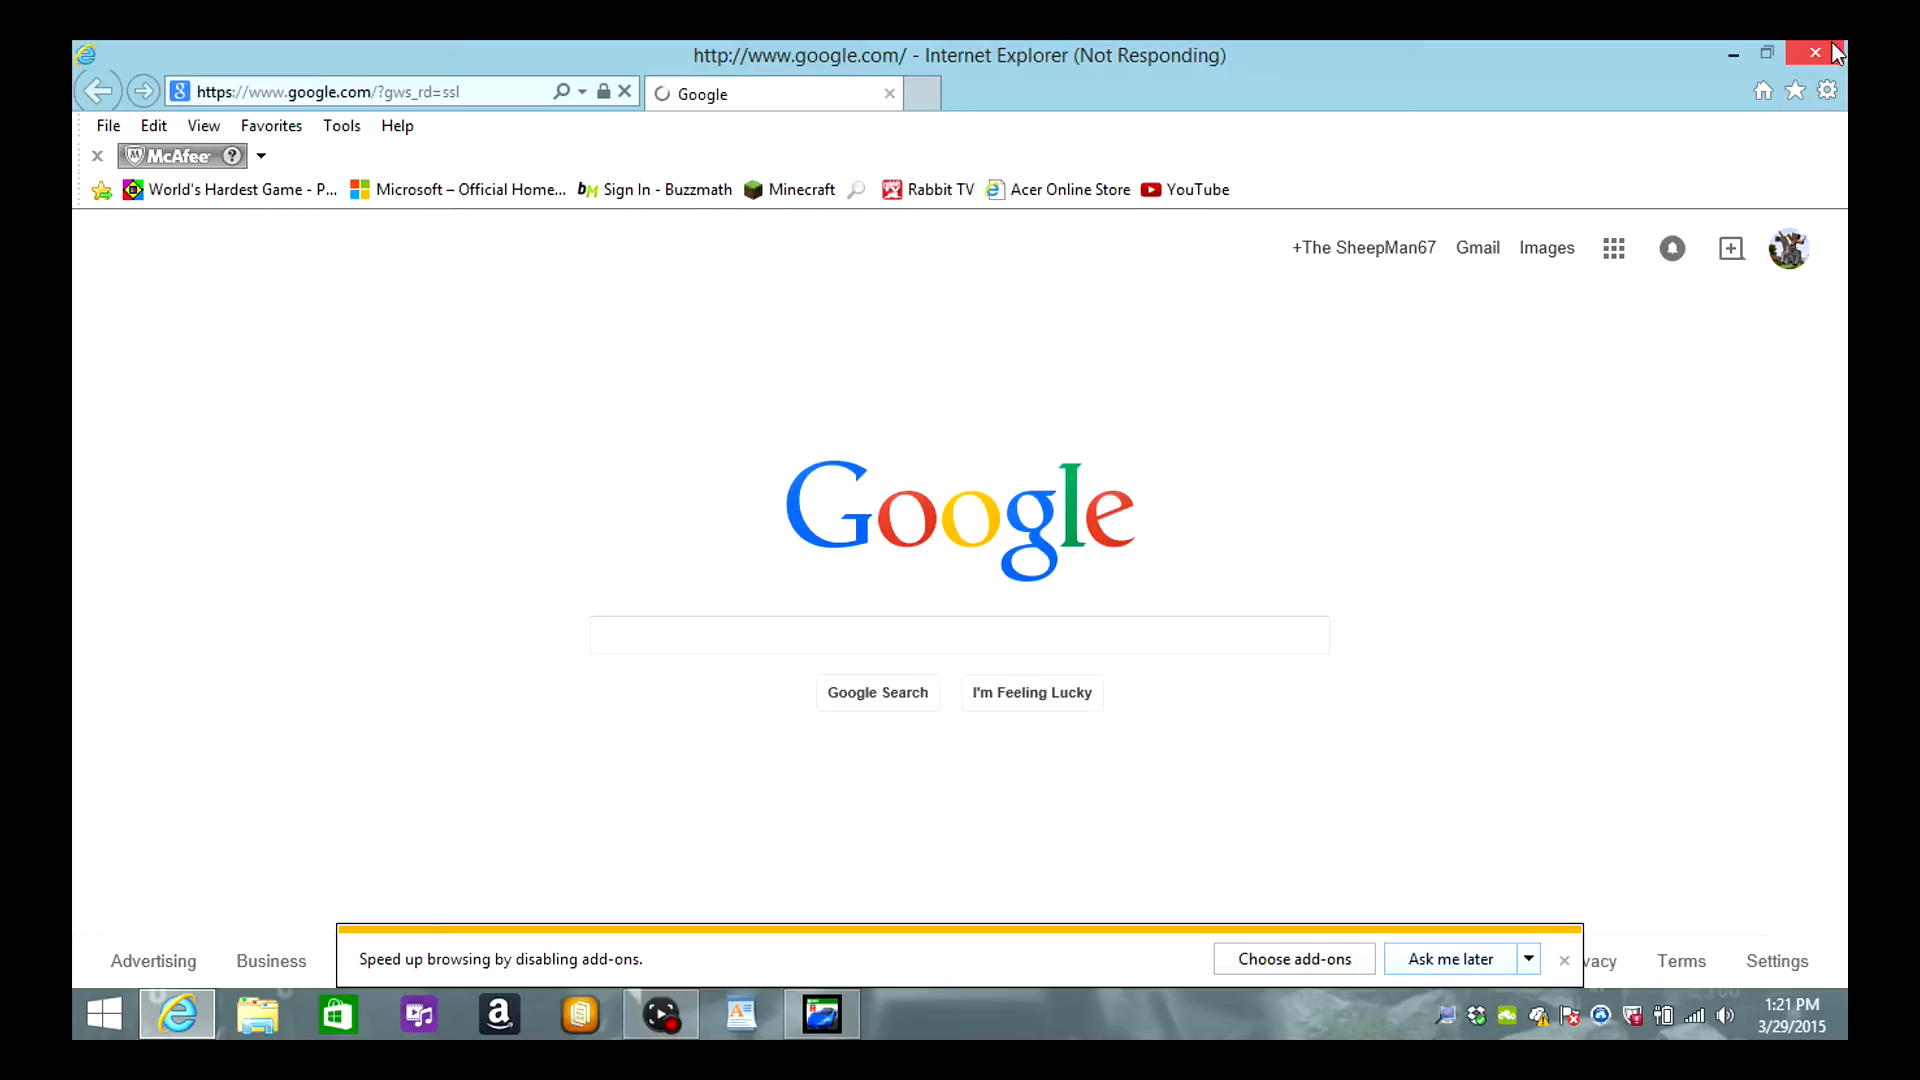 http://www.google.com/ - Internet Explorer (Not Responding)
https://www.google.com/?gws_rd=ssl
Google
File Edit View Favorites Tools Help
McAfee ?
World's Hardest Game - P... Microsoft – Official Home... bM Sign In - Buzzmath Minecraft Rabbit TV Acer Online Store YouTube
+The SheepMan67 Gmail Images
Google
Google Search I'm Feeling Lucky
Speed up browsing by disabling add-ons. Choose add-ons Ask me later
Advertising Business vacy Terms Settings
1:21 PM
3/29/2015